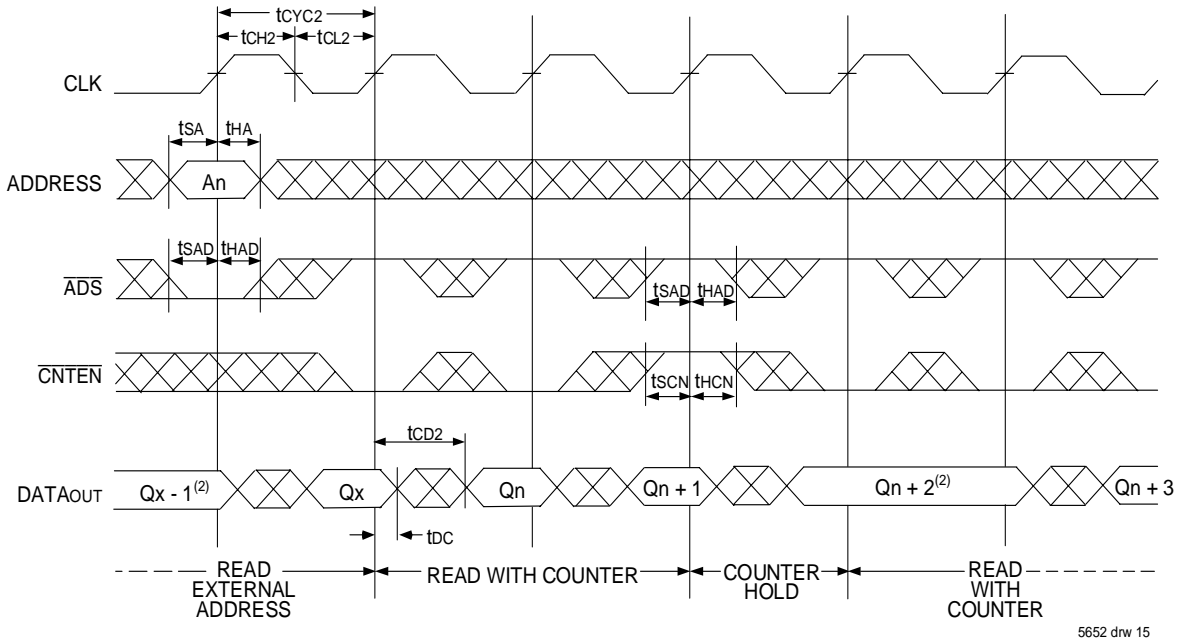 tCYC2
tCH2 tCL2
CLK
tSA tHA
ADDRESS An
tSAD tHAD
ADS
tSAD tHAD
CNTEN
tSCN tHCN
tCD2
DATAOUT Qx - 1(2) Qx Qn Qn + 1 Qn + 2(2) Qn + 3
tDC
READ EXTERNAL ADDRESS
READ WITH COUNTER
COUNTER HOLD
READ WITH COUNTER
5652 drw 15